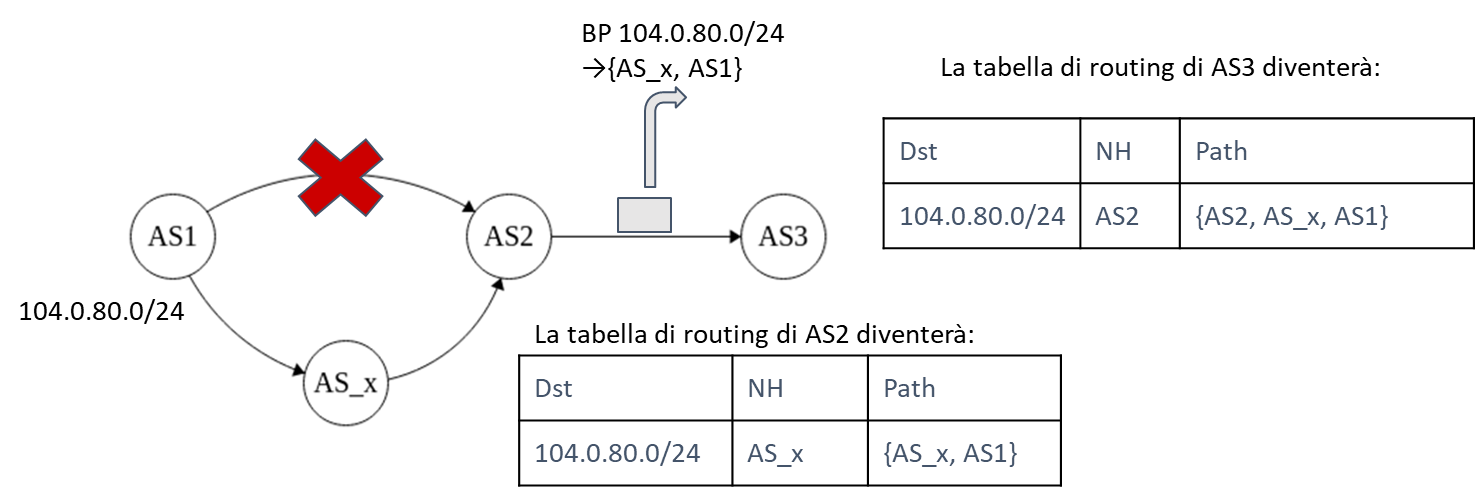 BP 104.0.80.0/24
→{AS_x, AS1}
La tabella di routing di AS3 diventerà:
Dst NH Path
104.0.80.0/24 AS2 {AS2, AS_x, AS1}
AS1
AS2
AS3
104.0.80.0/24
AS_x
La tabella di routing di AS2 diventerà:
Dst NH Path
104.0.80.0/24 AS_x {AS_x, AS1}